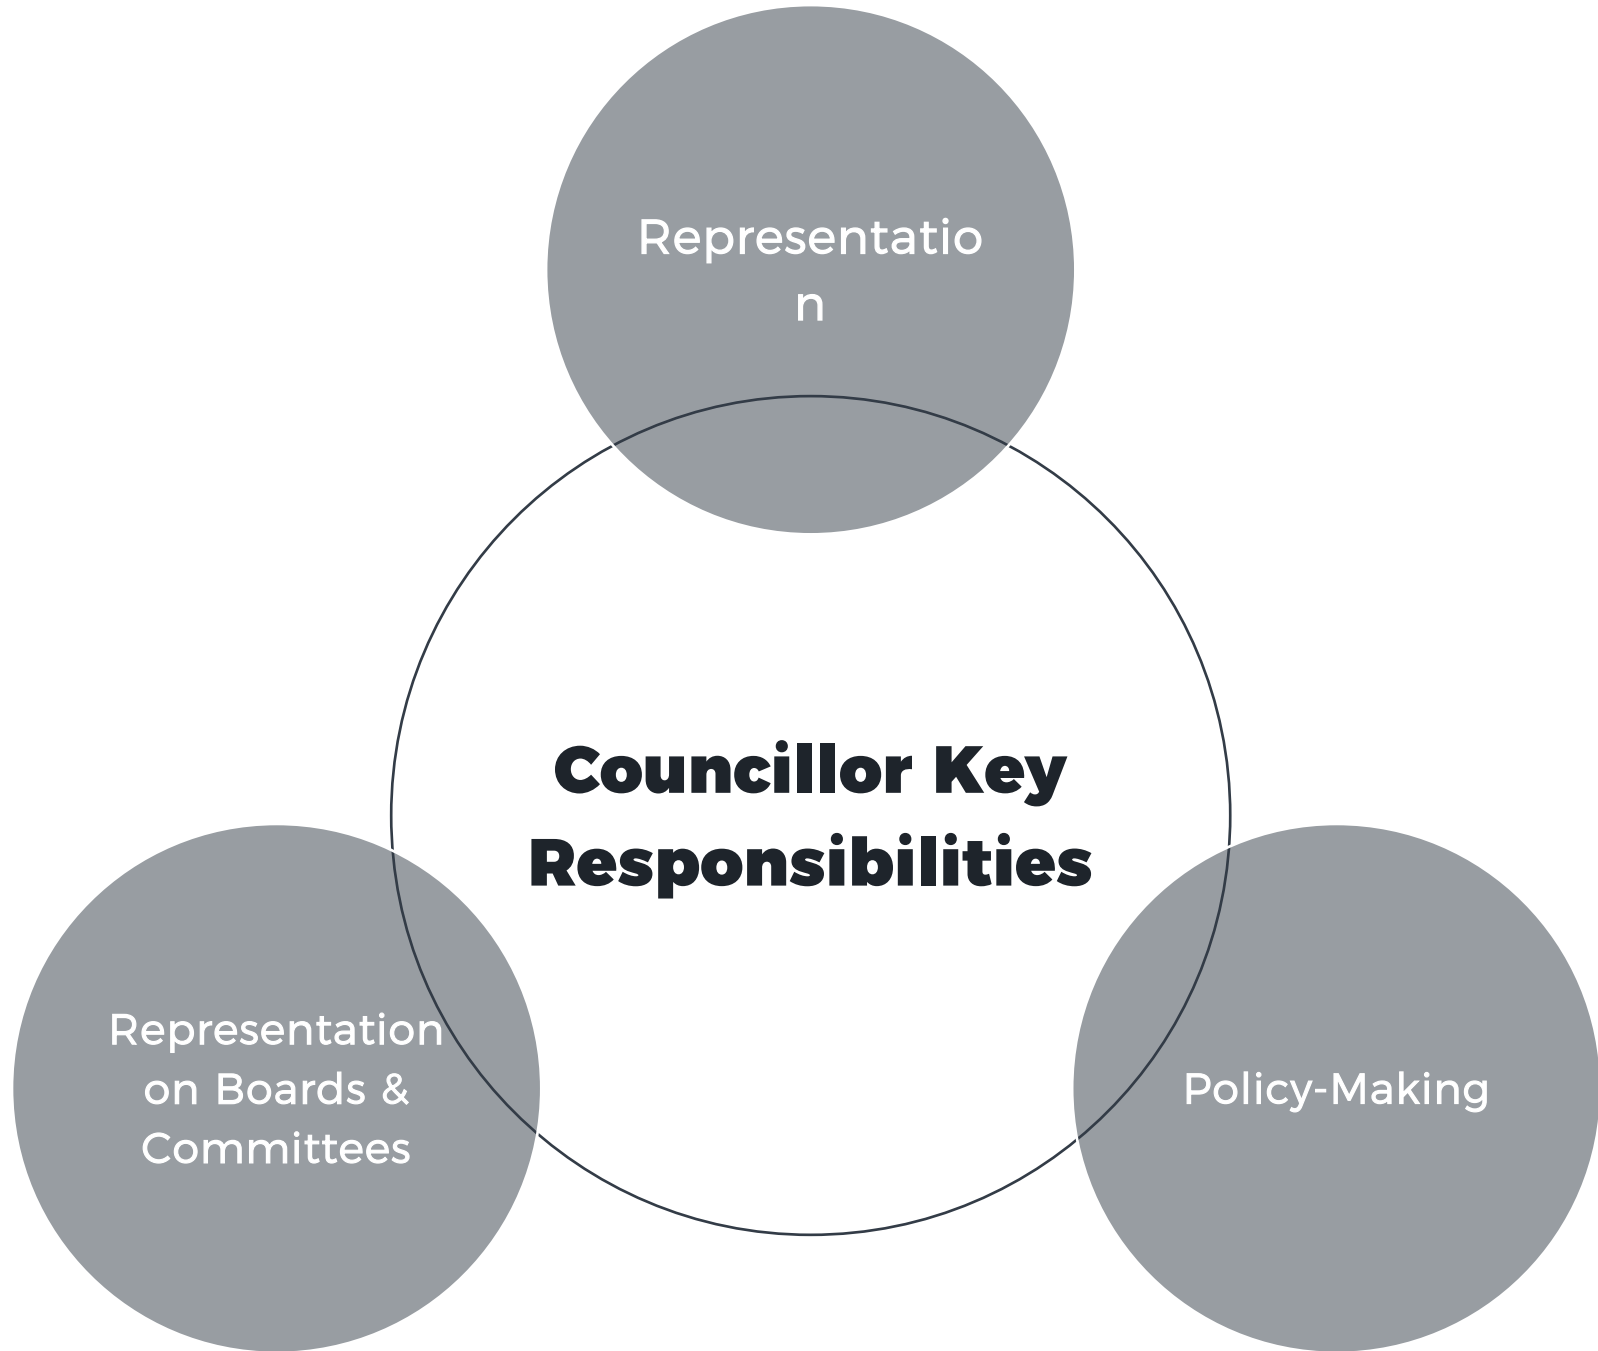 Representatio
n
Councillor Key
Responsibilities
Representation
on Boards &
Committees
Policy-Making